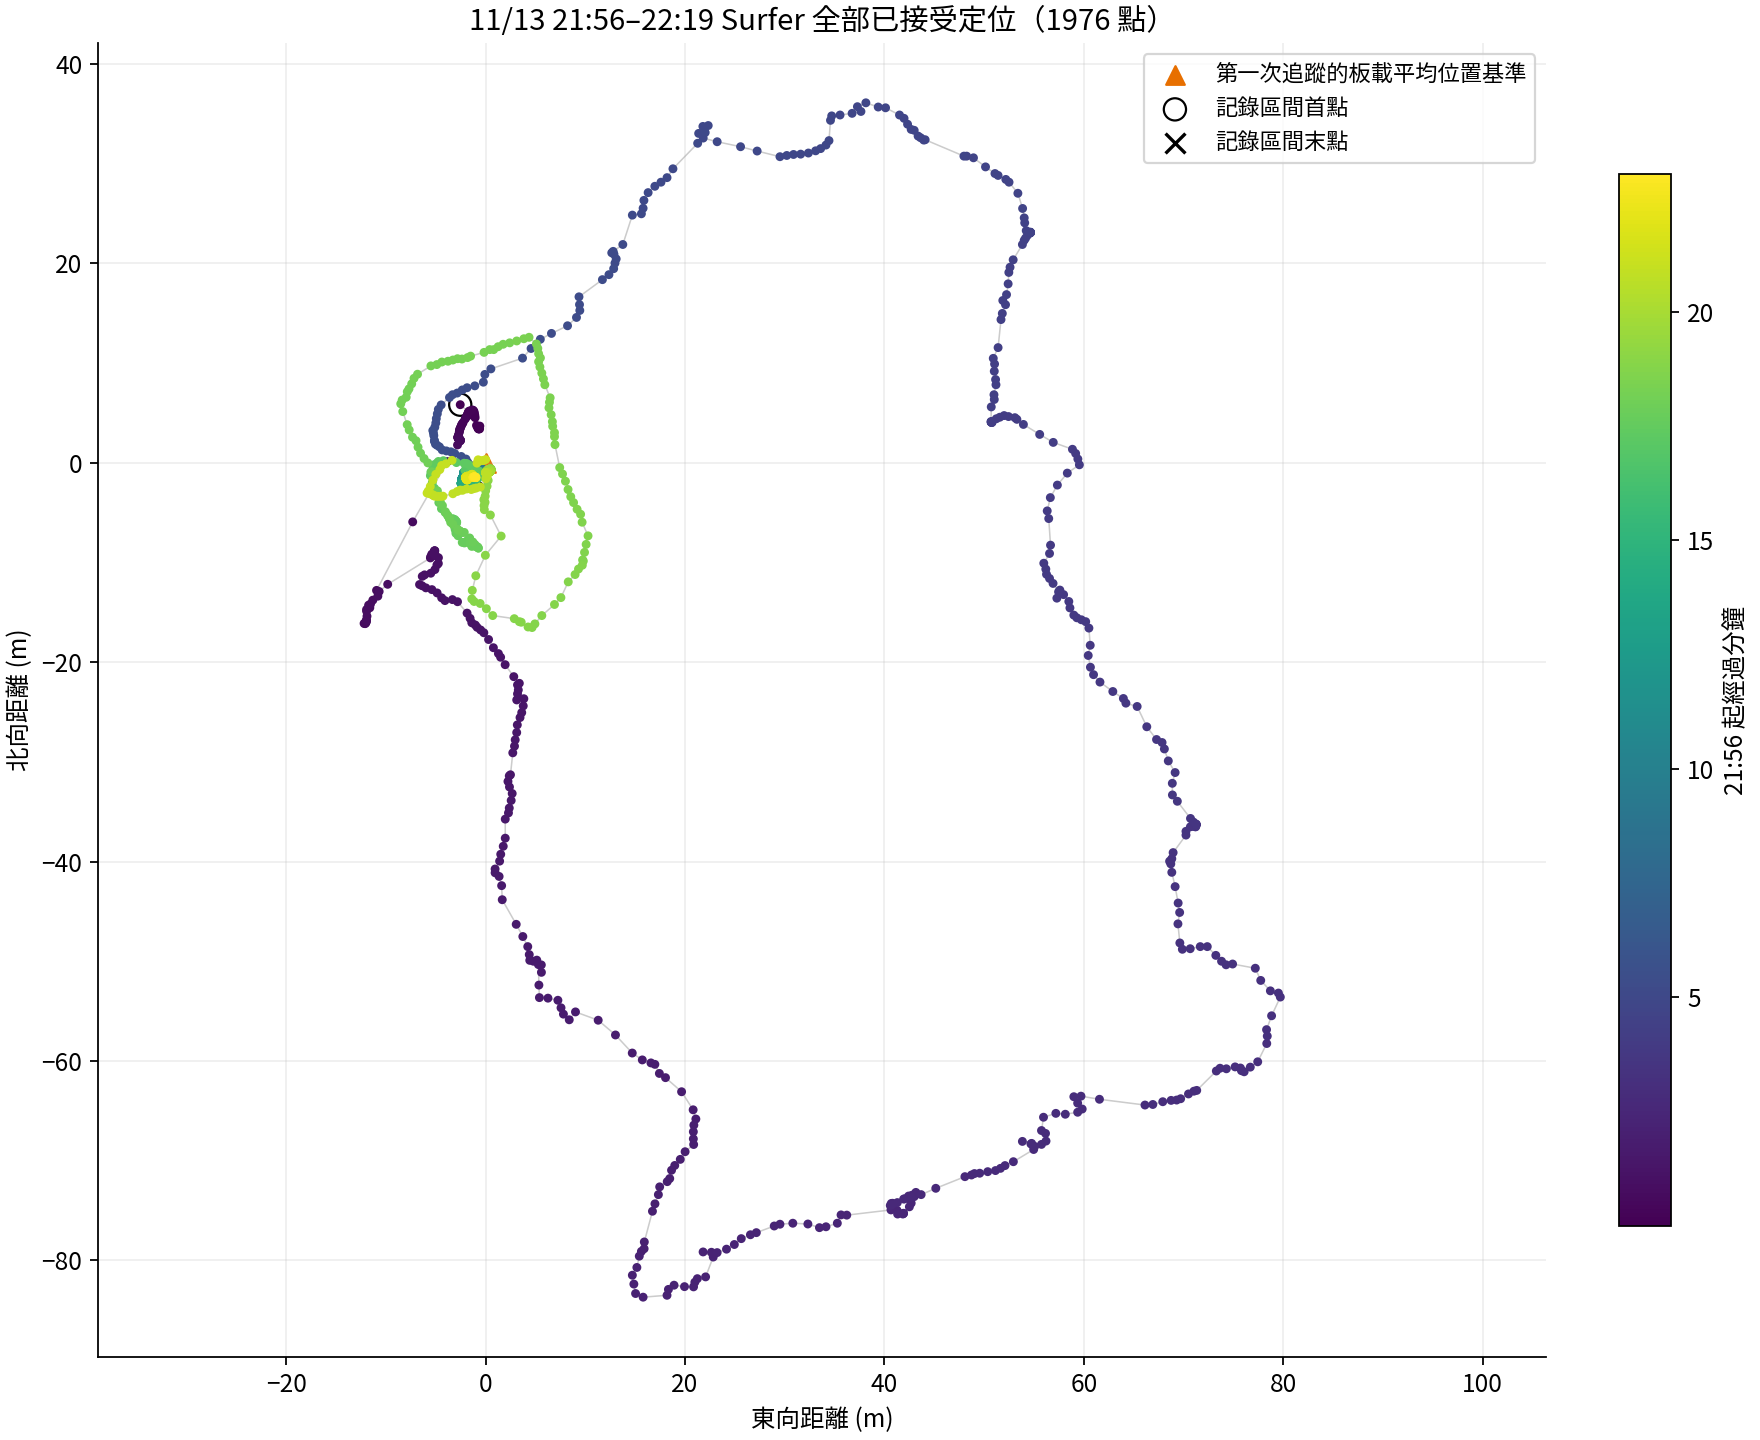 11/13 21:56–22:19 Surfer 全部已接受定位（1976 點）
第一次追蹤的板載平均位置基準
記錄區間首點
記錄區間末點
40
20
0
−20
−40
−60
−80
北向距離 (m)
−20
0
20
40
60
80
100
東向距離 (m)
20
15
10
5
21:56 起經過分鐘